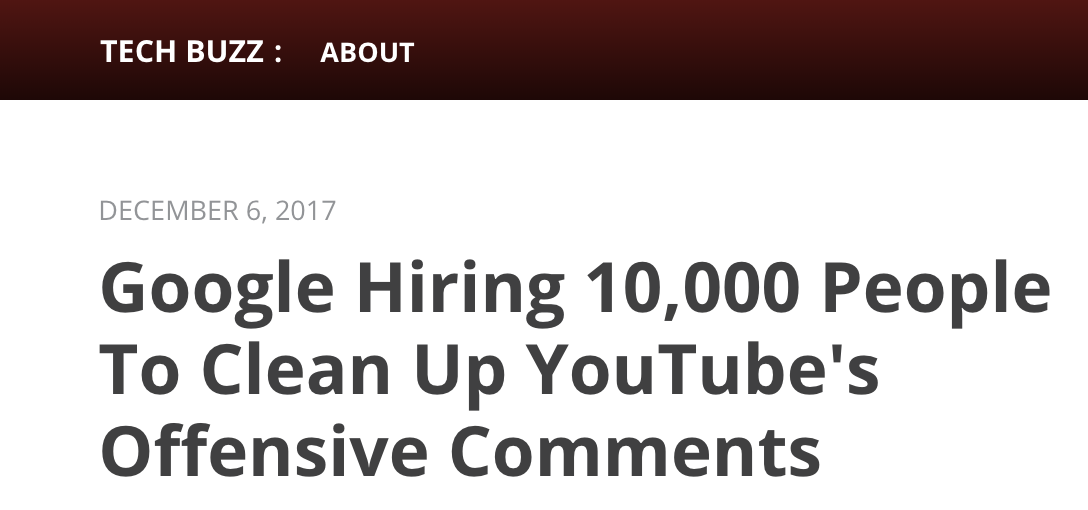 TECH BUZZ : ABOUT
DECEMBER 6, 2017
Google Hiring 10,000 People
To Clean Up YouTube's
Offensive Comments